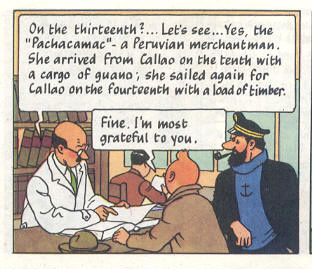 On the thirteenth?... Let's see... Yes, the
"Pachacamac" - a Peruvian merchantman.
She arrived from Callao on the tenth with
a cargo of guano; she sailed again for
Callao on the fourteenth with a load of timber.
Fine. I'm most
grateful to you.